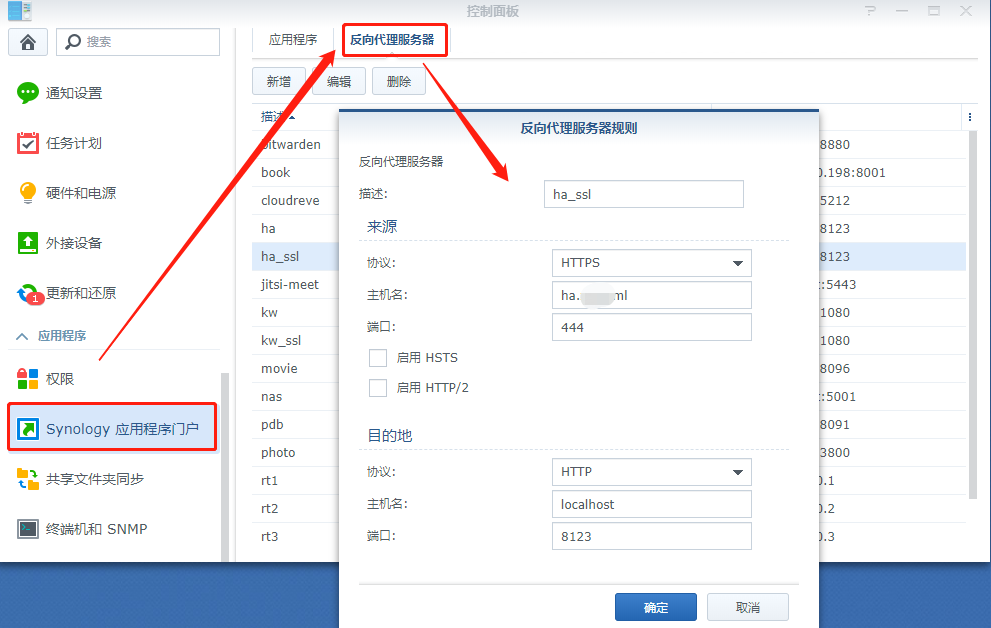 控制面板
搜索
通知设置
任务计划
硬件和电源
外接设备
更新和还原
1
应用程序
权限
Synology 应用程序门户
共享文件夹同步
终端机和 SNMP
应用程序
反向代理服务器
新增
编辑
删除
描述
bitwarden
8880
book
0.198:8001
cloudreve
5212
ha
8123
ha_ssl
8123
jitsi-meet
:5443
kw
1080
kw_ssl
1080
movie
8096
nas
:5001
pdb
8091
photo
3800
rt1
0.1
rt2
0.2
rt3
0.3
反向代理服务器规则
反向代理服务器
描述:
ha_ssl
来源
协议:
HTTPS
主机名:
ha. ml
端口:
444
启用 HSTS
启用 HTTP/2
目的地
协议:
HTTP
主机名:
localhost
端口:
8123
确定
取消